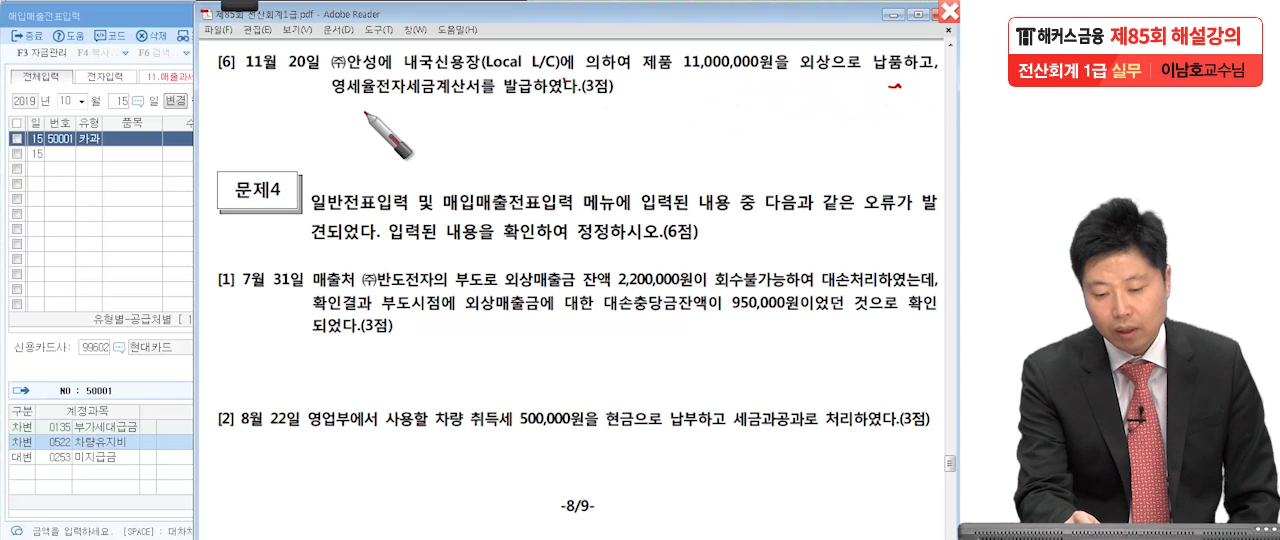 매입매출전표입력
종료 도움 코드 삭제
F3 자금관리 F4 복사.. F6 검색..
전체입력 전자입력 11.매출과세
2019 년 10 월 15 일 변경
일 번호 유형 품목 수
15 50001 카과
15
유형별-공급처별 [ 1
신용카드사: 99602 현대카드
NO : 50001
구분 계정과목
차변 0135 부가세대급금
차변 0522 차량유지비
대변 0253 미지급금
금액을 입력하세요. [SPACE] : 대차차
제85회 전산회계1급.pdf - Adobe Reader
파일(F) 편집(E) 보기(V) 문서(D) 도구(T) 창(W) 도움말(H)
[6] 11월 20일 ㈜안성에 내국신용장(Local L/C)에 의하여 제품 11,000,000원을 외상으로 납품하고,
영세율전자세금계산서를 발급하였다.(3점)
문제4
일반전표입력 및 매입매출전표입력 메뉴에 입력된 내용 중 다음과 같은 오류가 발
견되었다. 입력된 내용을 확인하여 정정하시오.(6점)
[1] 7월 31일 매출처 ㈜반도전자의 부도로 외상매출금 잔액 2,200,000원이 회수불가능하여 대손처리하였는데,
확인결과 부도시점에 외상매출금에 대한 대손충당금잔액이 950,000원이었던 것으로 확인
되었다.(3점)
[2] 8월 22일 영업부에서 사용할 차량 취득세 500,000원을 현금으로 납부하고 세금과공과로 처리하였다.(3점)
-8/9-
해커스금융 제85회 해설강의
전산회계 1급 실무 이남호교수님